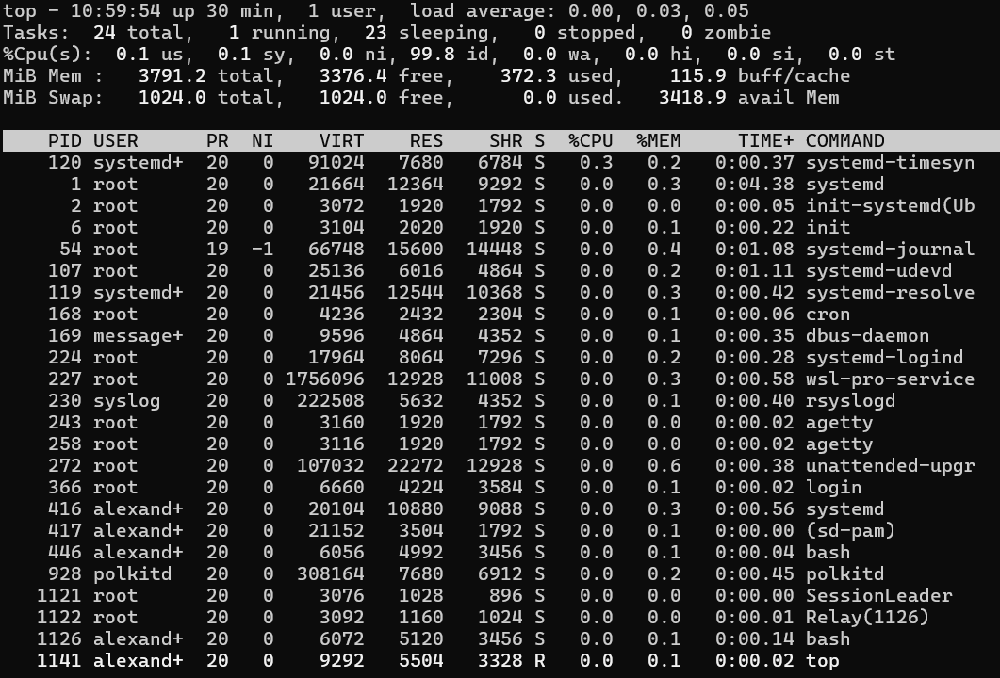 top - 10:59:54 up 30 min,  1 user,  load average: 0.00, 0.03, 0.05
Tasks:  24 total,   1 running,  23 sleeping,   0 stopped,   0 zombie
%Cpu(s):  0.1 us,  0.1 sy,  0.0 ni, 99.8 id,  0.0 wa,  0.0 hi,  0.0 si,  0.0 st
MiB Mem :   3791.2 total,   3376.4 free,    372.3 used,    115.9 buff/cache
MiB Swap:   1024.0 total,   1024.0 free,      0.0 used.   3418.9 avail Mem
    PID USER      PR  NI    VIRT    RES    SHR S  %CPU  %MEM     TIME+ COMMAND
    120 systemd+  20   0   91024   7680   6784 S   0.3   0.2   0:00.37 systemd-timesyn
      1 root      20   0   21664  12364   9292 S   0.0   0.3   0:04.38 systemd
      2 root      20   0    3072   1920   1792 S   0.0   0.0   0:00.05 init-systemd(Ub
      6 root      20   0    3104   2020   1920 S   0.0   0.1   0:00.22 init
     54 root      19  -1   66748  15600  14448 S   0.0   0.4   0:01.08 systemd-journal
    107 root      20   0   25136   6016   4864 S   0.0   0.2   0:01.11 systemd-udevd
    119 systemd+  20   0   21456  12544  10368 S   0.0   0.3   0:00.42 systemd-resolve
    168 root      20   0    4236   2432   2304 S   0.0   0.1   0:00.06 cron
    169 message+  20   0    9596   4864   4352 S   0.0   0.1   0:00.35 dbus-daemon
    224 root      20   0   17964   8064   7296 S   0.0   0.2   0:00.28 systemd-logind
    227 root      20   0 1756096  12928  11008 S   0.0   0.3   0:00.58 wsl-pro-service
    230 syslog    20   0  222508   5632   4352 S   0.0   0.1   0:00.40 rsyslogd
    243 root      20   0    3160   1920   1792 S   0.0   0.0   0:00.02 agetty
    258 root      20   0    3116   1920   1792 S   0.0   0.0   0:00.02 agetty
    272 root      20   0  107032  22272  12928 S   0.0   0.6   0:00.38 unattended-upgr
    366 root      20   0    6660   4224   3584 S   0.0   0.1   0:00.02 login
    416 alexand+  20   0   20104  10880   9088 S   0.0   0.3   0:00.56 systemd
    417 alexand+  20   0   21152   3504   1792 S   0.0   0.1   0:00.00 (sd-pam)
    446 alexand+  20   0    6056   4992   3456 S   0.0   0.1   0:00.04 bash
    928 polkitd   20   0  308164   7680   6912 S   0.0   0.2   0:00.45 polkitd
   1121 root      20   0    3076   1028    896 S   0.0   0.0   0:00.00 SessionLeader
   1122 root      20   0    3092   1160   1024 S   0.0   0.0   0:00.01 Relay(1126)
   1126 alexand+  20   0    6072   5120   3456 S   0.0   0.1   0:00.14 bash
   1141 alexand+  20   0    9292   5504   3328 R   0.0   0.1   0:00.02 top